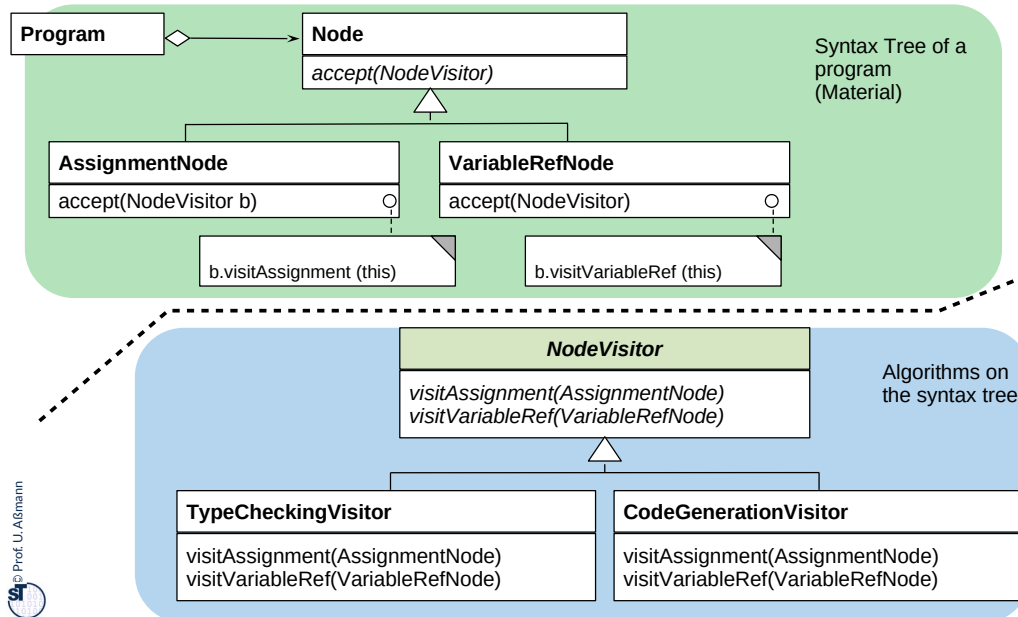 Program
Node
accept(NodeVisitor)
Syntax Tree of a
program
(Material)
AssignmentNode
accept(NodeVisitor b)
VariableRefNode
accept(NodeVisitor)
b.visitAssignment (this)
b.visitVariableRef (this)
NodeVisitor
visitAssignment(AssignmentNode)
visitVariableRef(VariableRefNode)
Algorithms on
the syntax tree
TypeCheckingVisitor
visitAssignment(AssignmentNode)
visitVariableRef(VariableRefNode)
CodeGenerationVisitor
visitAssignment(AssignmentNode)
visitVariableRef(VariableRefNode)
© Prof. U. Aßmann
ST